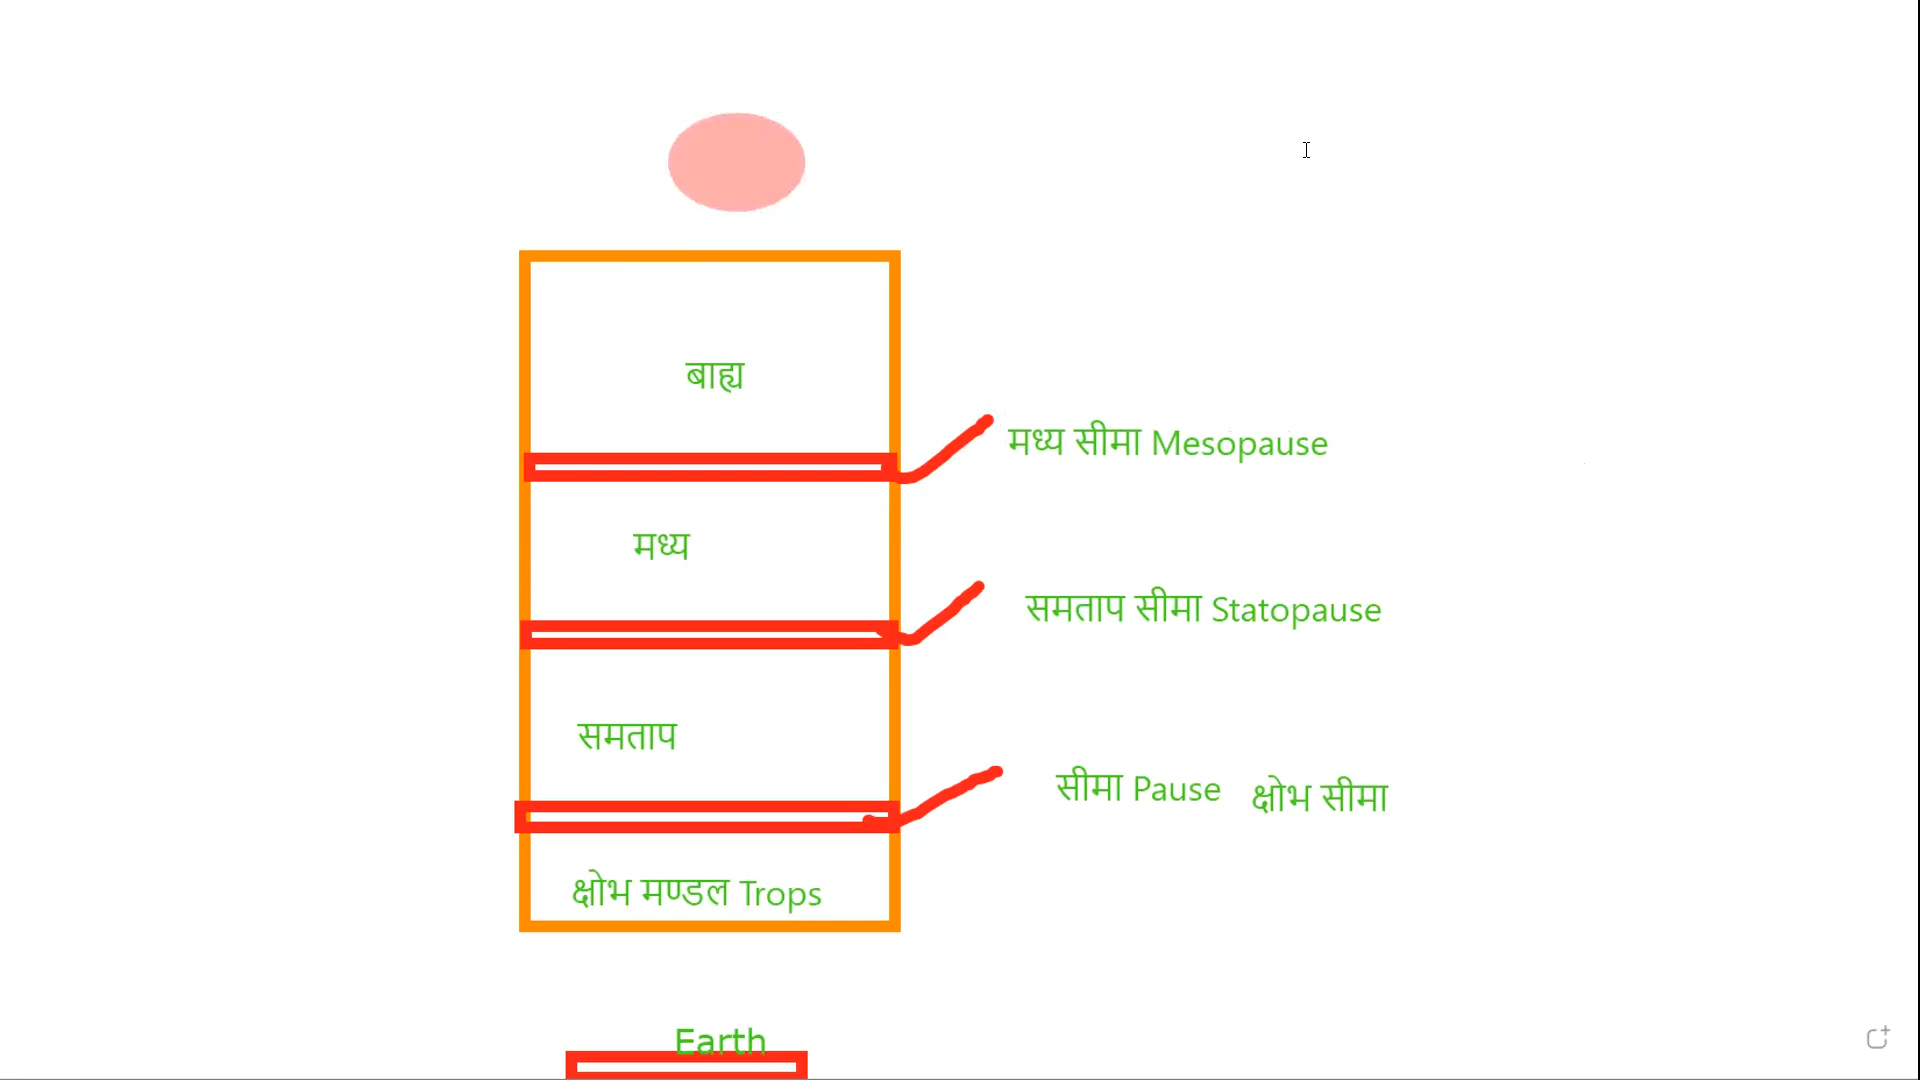 बाह्य
मध्य सीमा Mesopause
मध्य
समताप सीमा Statopause
समताप
सीमा Pause क्षोभ सीमा
क्षोभ मण्डल Trops
Earth